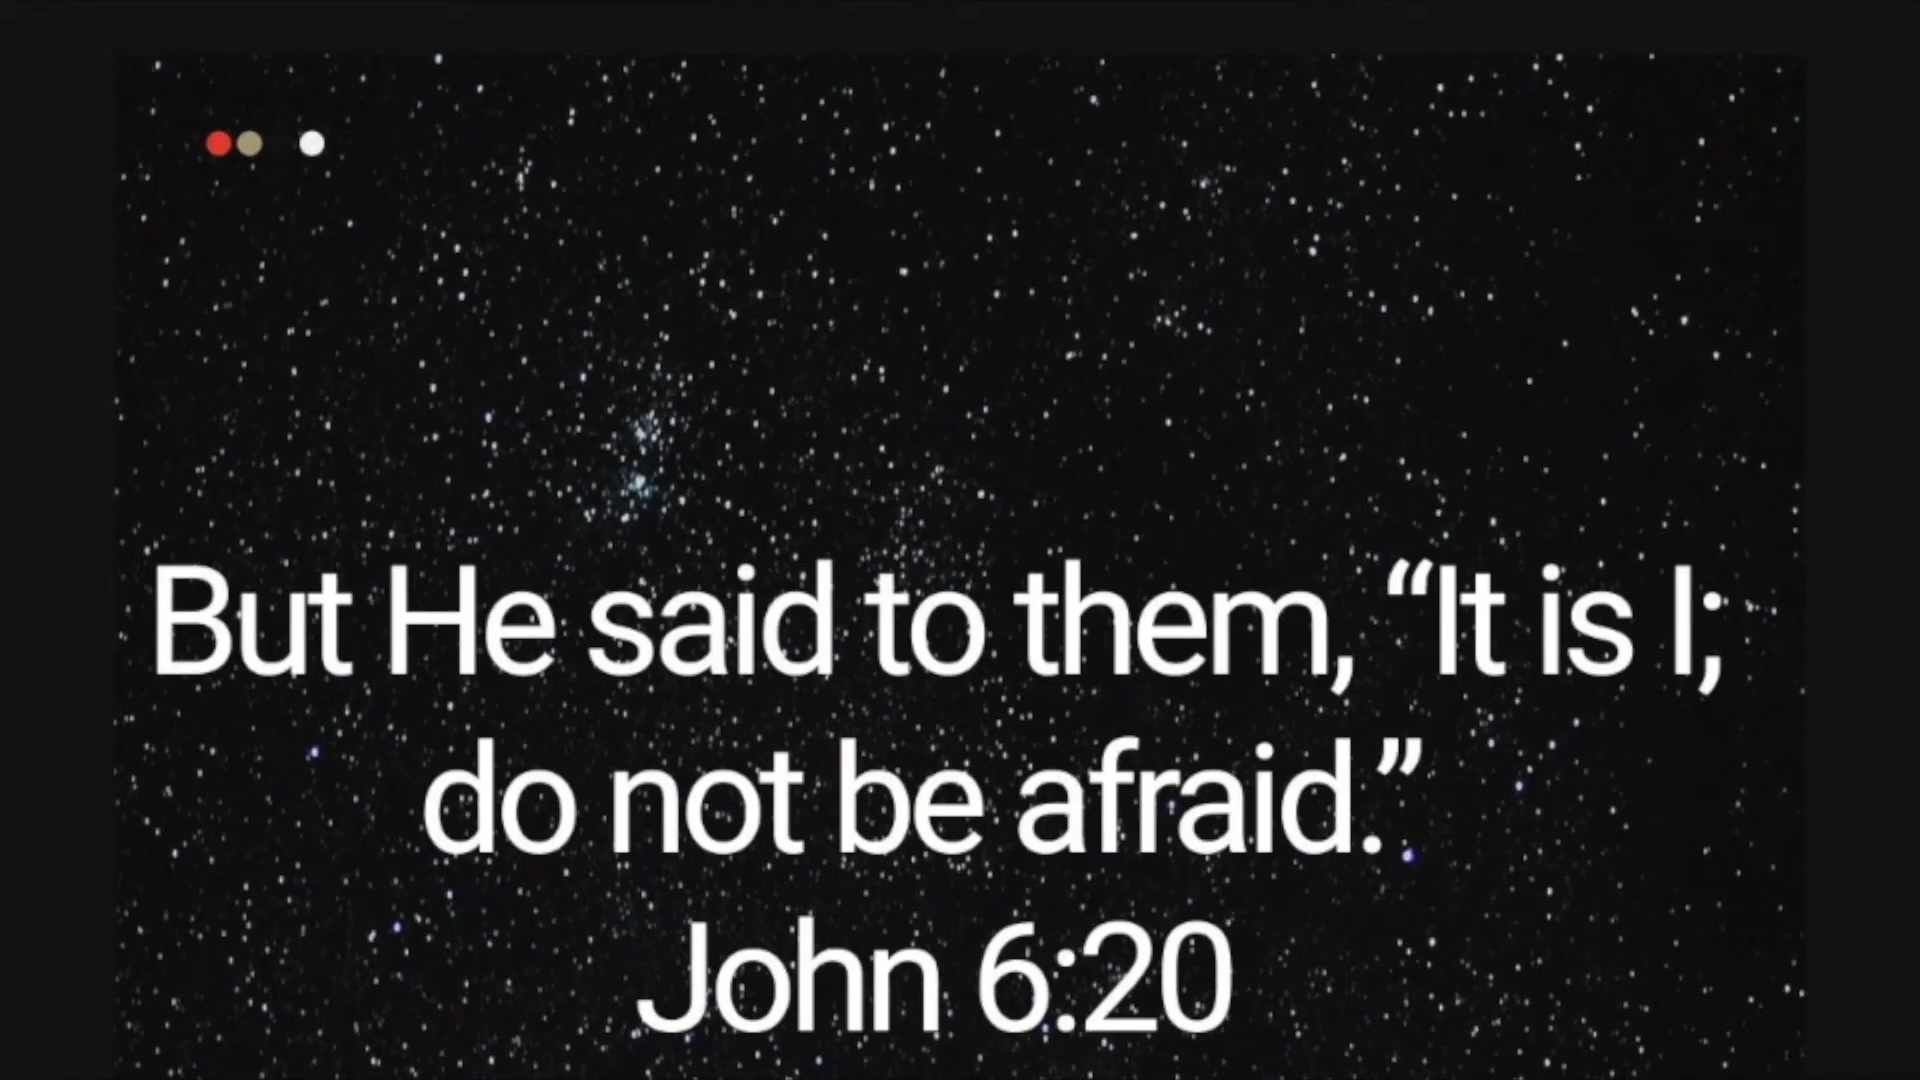 But He said to them, “It is I;
do not be afraid.”
John 6:20